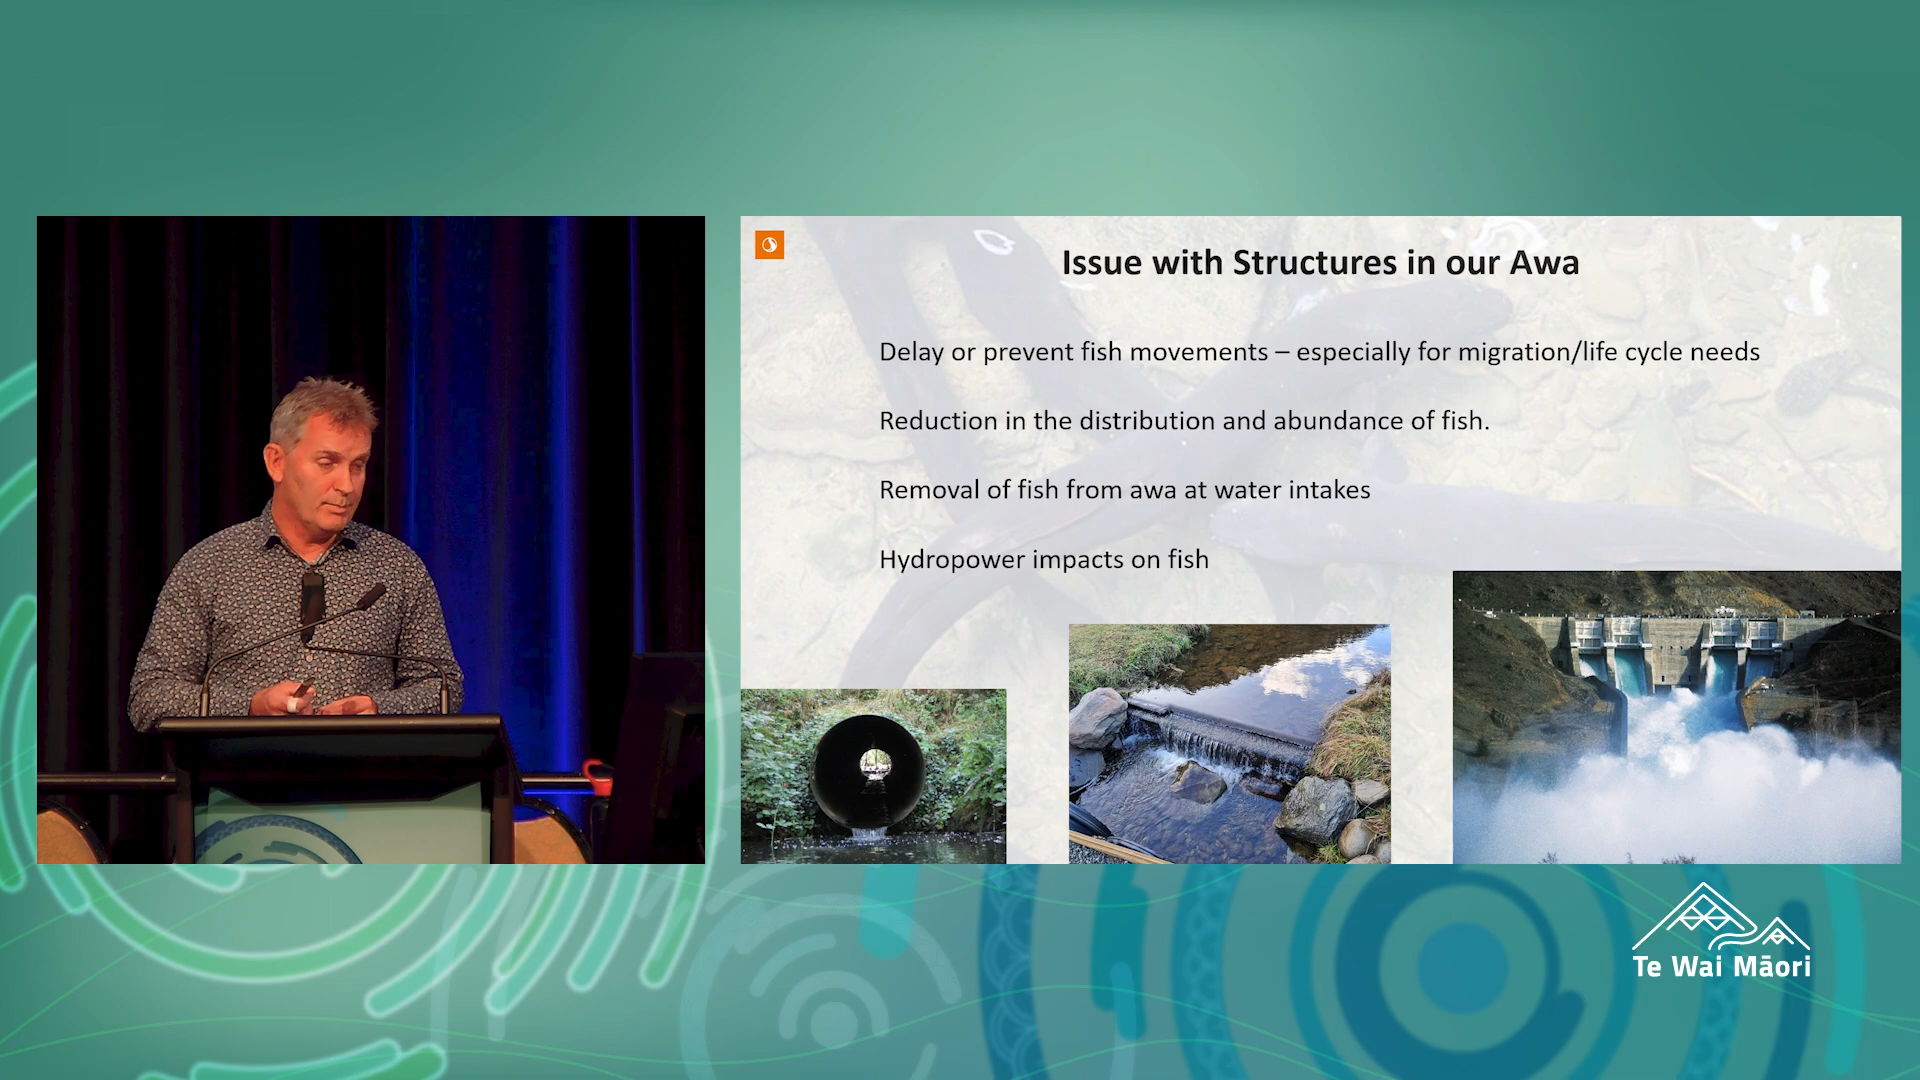 Issue with Structures in our Awa
Delay or prevent fish movements – especially for migration/life cycle needs
Reduction in the distribution and abundance of fish.
Removal of fish from awa at water intakes
Hydropower impacts on fish
Te Wai Māori